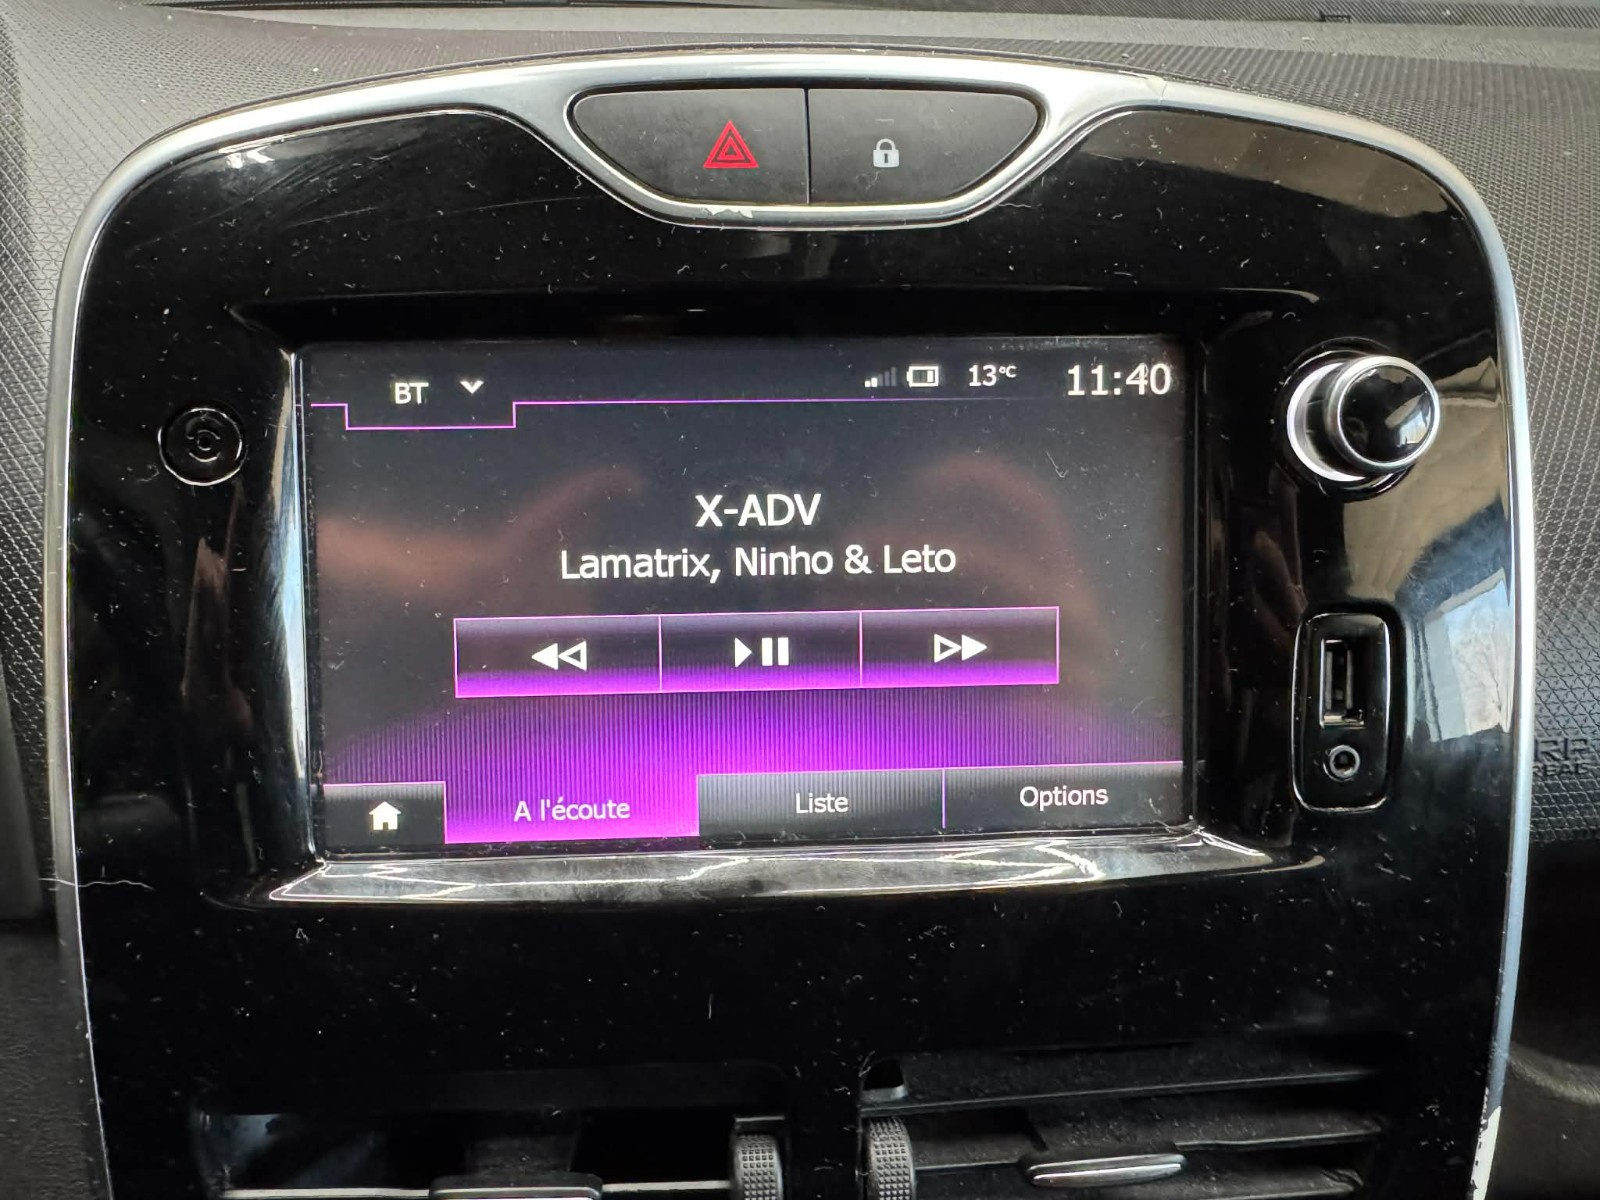 BT
13°C
11:40
X-ADV
Lamatrix, Ninho & Leto
A l'écoute
Liste
Options